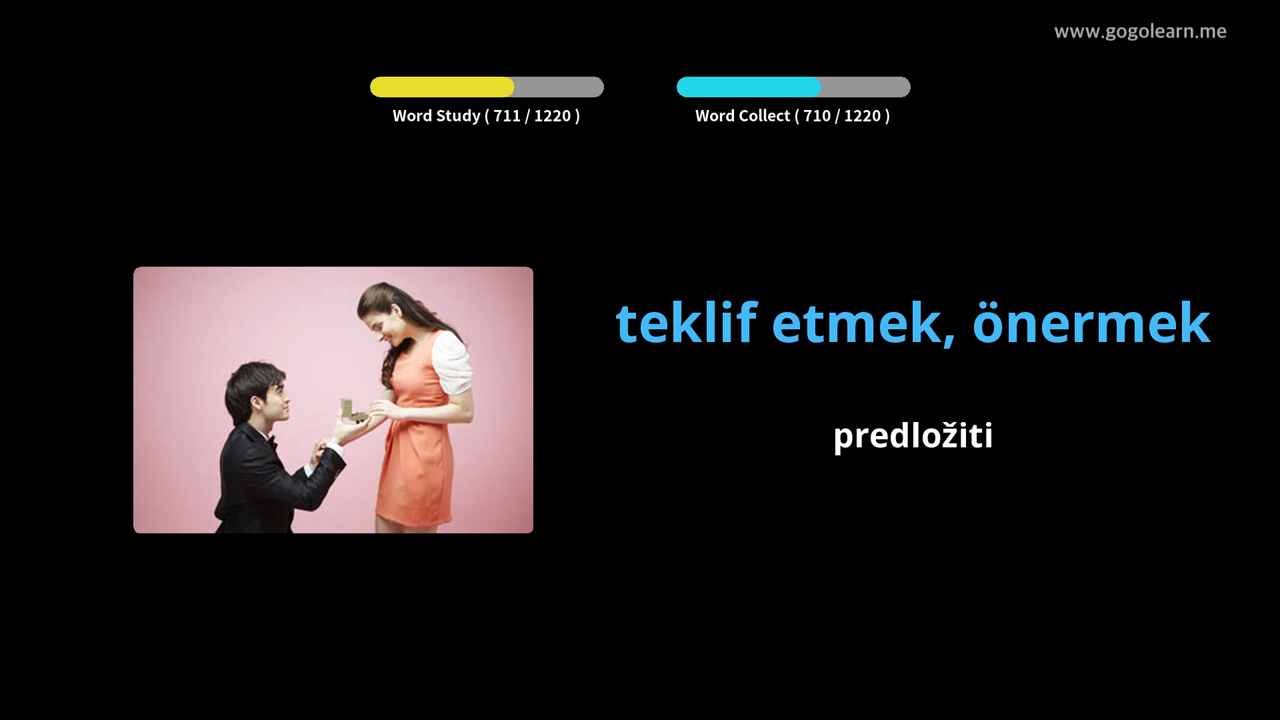 www.gogolearn.me
Word Study ( 711 / 1220 )
Word Collect ( 710 / 1220 )
teklif etmek, önermek
predložiti